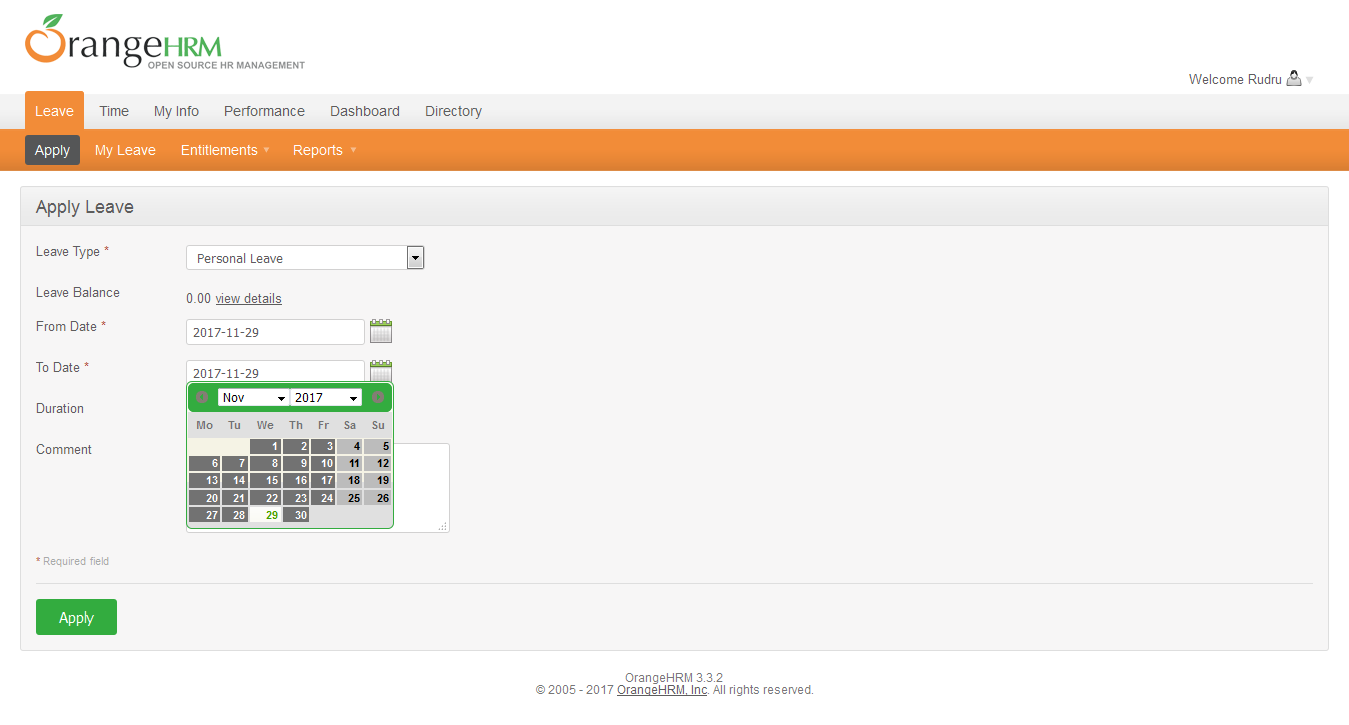 OrangeHRM
OPEN SOURCE HR MANAGEMENT
Welcome Rudru
Leave Time My Info Performance Dashboard Directory
Apply My Leave Entitlements Reports
Apply Leave
Leave Type * Personal Leave
Leave Balance 0.00 view details
From Date * 2017-11-29
To Date * 2017-11-29
Duration
Comment
Nov 2017
Mo Tu We Th Fr Sa Su
1 2 3 4 5
6 7 8 9 10 11 12
13 14 15 16 17 18 19
20 21 22 23 24 25 26
27 28 29 30
* Required field
Apply
OrangeHRM 3.3.2
© 2005 - 2017 OrangeHRM, Inc. All rights reserved.